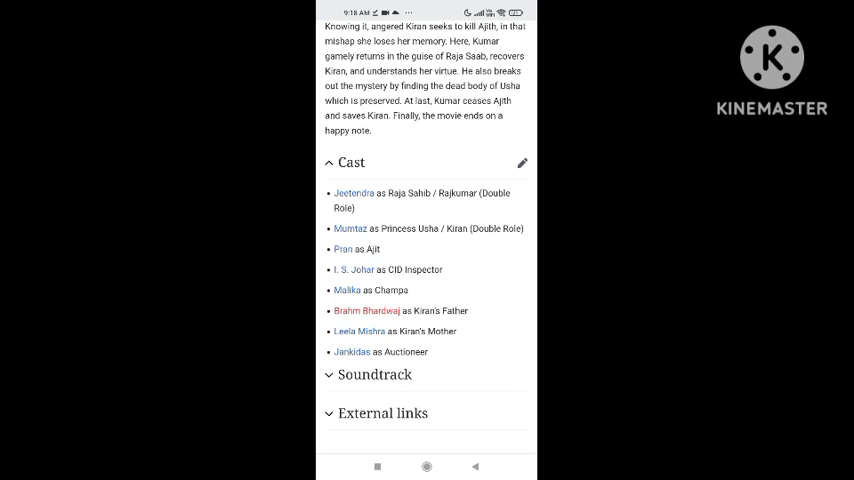 9:18 AM
Knowing it, angered Kiran seeks to kill Ajith, in that
mishap she loses her memory. Here, Kumar
gamely returns in the guise of Raja Saab, recovers
Kiran, and understands her virtue. He also breaks
out the mystery by finding the dead body of Usha
which is preserved. At last, Kumar ceases Ajith
and saves Kiran. Finally, the movie ends on a
happy note.
Cast
• Jeetendra as Raja Sahib / Rajkumar (Double
Role)
• Mumtaz as Princess Usha / Kiran (Double Role)
• Pran as Ajit
• I. S. Johar as CID Inspector
• Malika as Champa
• Brahm Bhardwaj as Kiran's Father
• Leela Mishra as Kiran's Mother
• Jankidas as Auctioneer
Soundtrack
External links
K
KINEMASTER